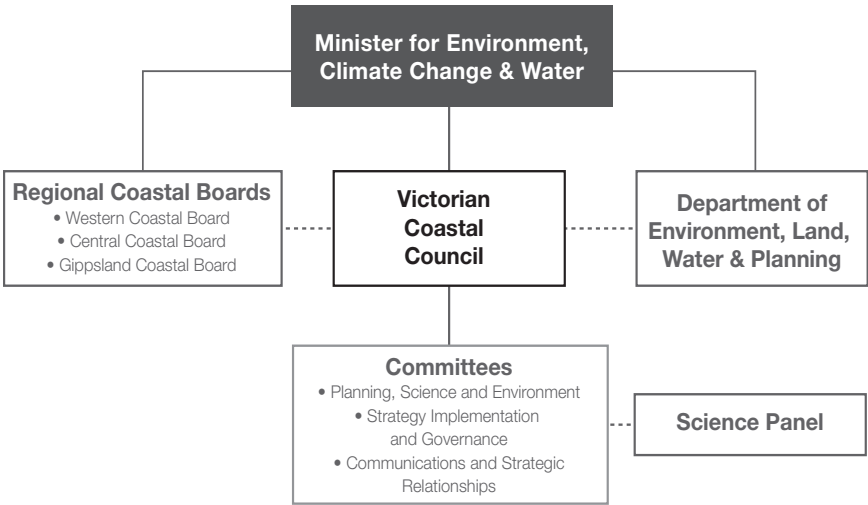 Minister for Environment,
Climate Change & Water
Regional Coastal Boards
• Western Coastal Board
• Central Coastal Board
• Gippsland Coastal Board
Victorian
Coastal
Council
Department of
Environment, Land,
Water & Planning
Committees
• Planning, Science and Environment
• Strategy Implementation
and Governance
• Communications and Strategic
Relationships
Science Panel